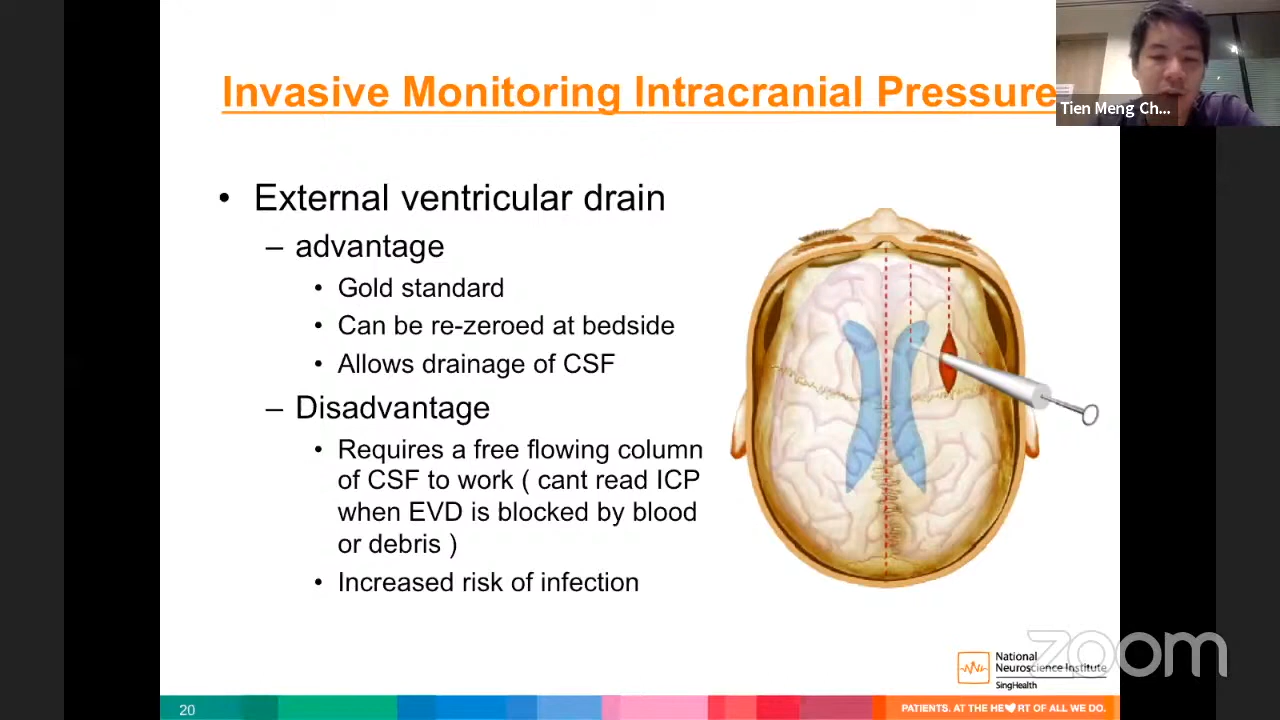 Invasive Monitoring Intracranial Pressure
Tien Meng Ch...
• External ventricular drain
– advantage
• Gold standard
• Can be re-zeroed at bedside
• Allows drainage of CSF
– Disadvantage
• Requires a free flowing column
of CSF to work ( cant read ICP
when EVD is blocked by blood
or debris )
• Increased risk of infection
National
Neuroscience Institute
SingHealth
zoom
20
PATIENTS. AT THE HE♥RT OF ALL WE DO.